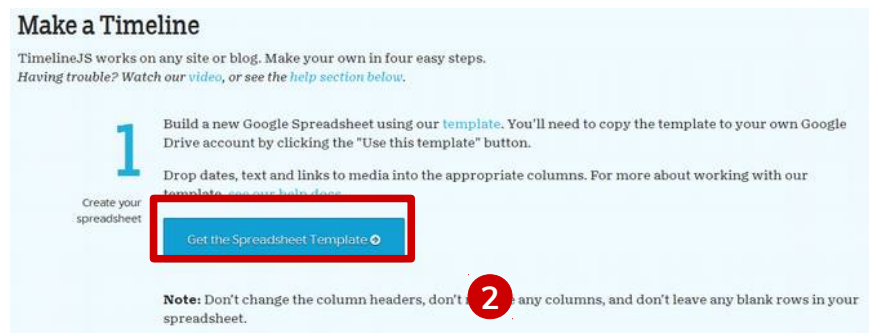 Make a Timeline
TimelineJS works on any site or blog. Make your own in four easy steps.
Having trouble? Watch our video, or see the help section below.
1
Create your
spreadsheet
Build a new Google Spreadsheet using our template. You'll need to copy the template to your own Google
Drive account by clicking the "Use this template" button.
Drop dates, text and links to media into the appropriate columns. For more about working with our
template, see our help docs.
Get the Spreadsheet Template
2
Note: Don't change the column headers, don't any columns, and don't leave any blank rows in your
spreadsheet.